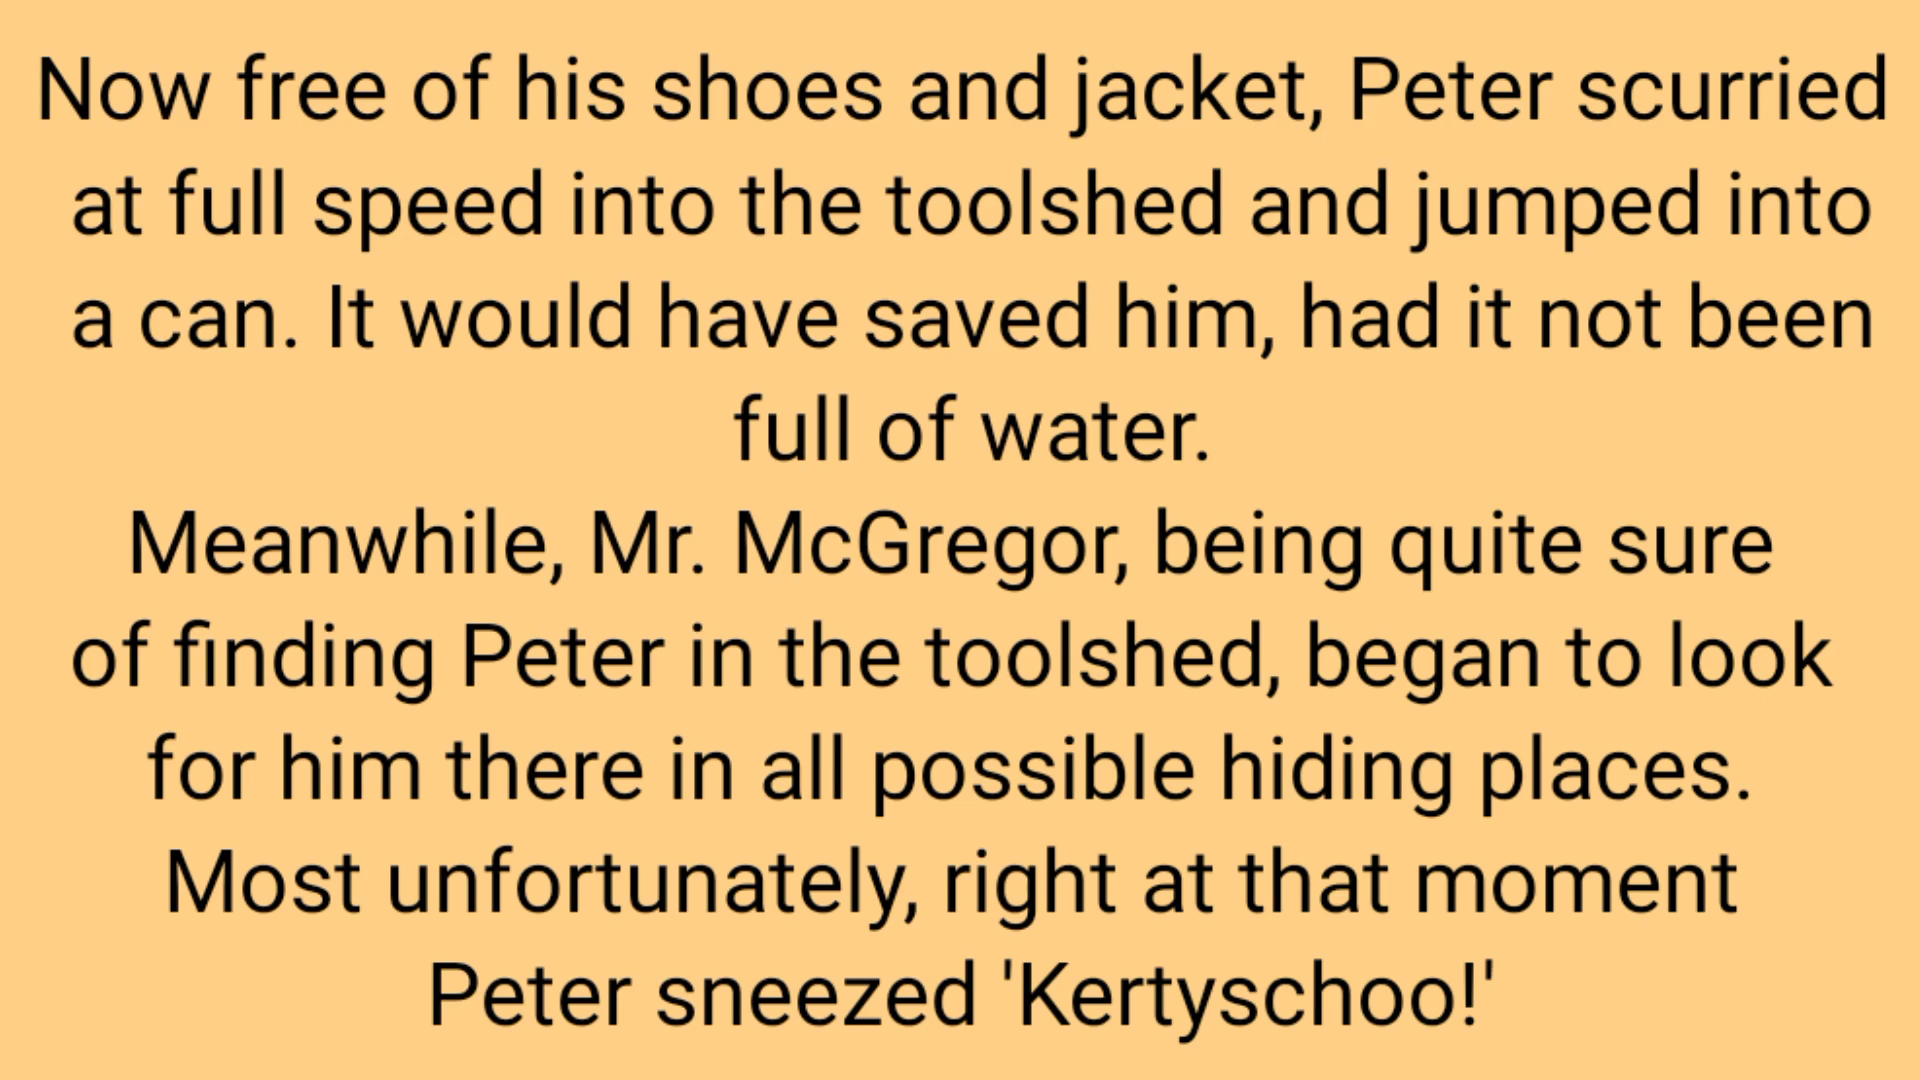 Now free of his shoes and jacket, Peter scurried
at full speed into the toolshed and jumped into
a can. It would have saved him, had it not been
full of water.
Meanwhile, Mr. McGregor, being quite sure
of finding Peter in the toolshed, began to look
for him there in all possible hiding places.
Most unfortunately, right at that moment
Peter sneezed 'Kertyschoo!'